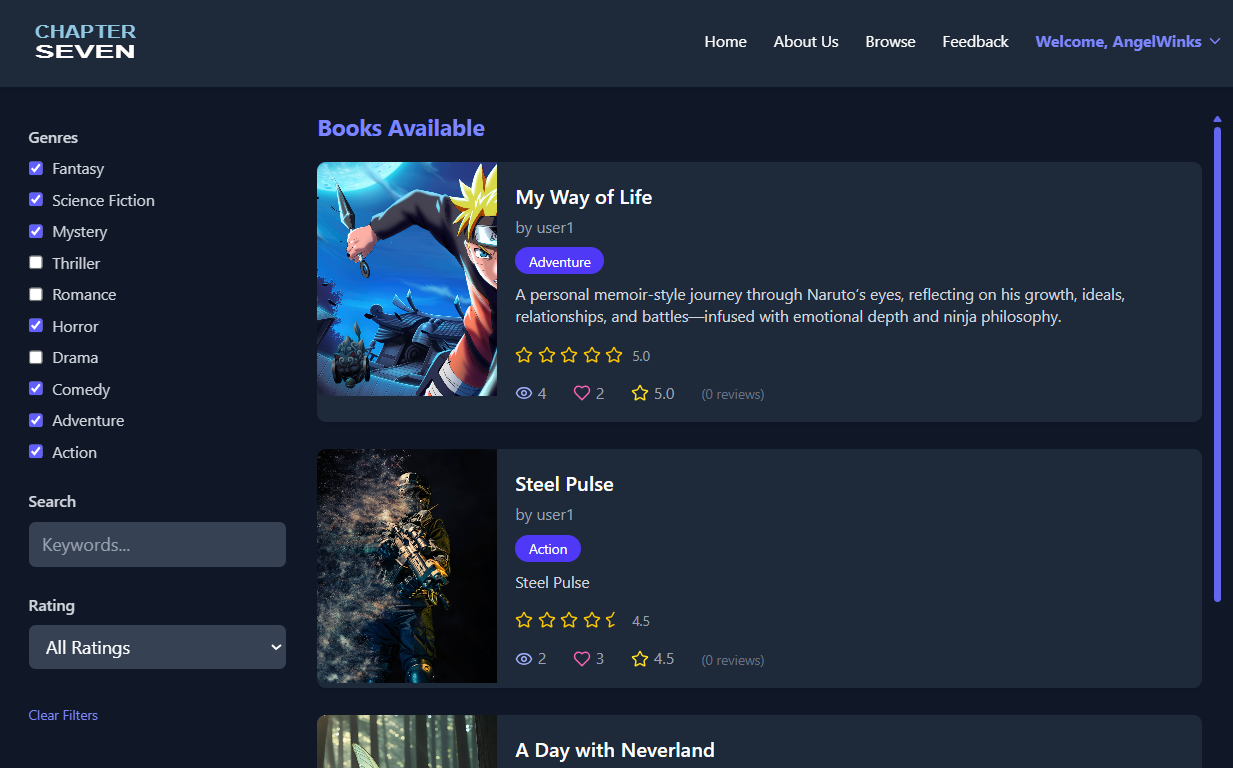 CHAPTER
SEVEN
Home
About Us
Browse
Feedback
Welcome, AngelWinks
Genres
Fantasy
Science Fiction
Mystery
Thriller
Romance
Horror
Drama
Comedy
Adventure
Action
Search
Keywords...
Rating
All Ratings
Clear Filters
Books Available
My Way of Life
by user1
Adventure
A personal memoir-style journey through Naruto’s eyes, reflecting on his growth, ideals,
relationships, and battles—infused with emotional depth and ninja philosophy.
5.0
4 2 5.0 (0 reviews)
Steel Pulse
by user1
Action
Steel Pulse
4.5
2 3 4.5 (0 reviews)
A Day with Neverland